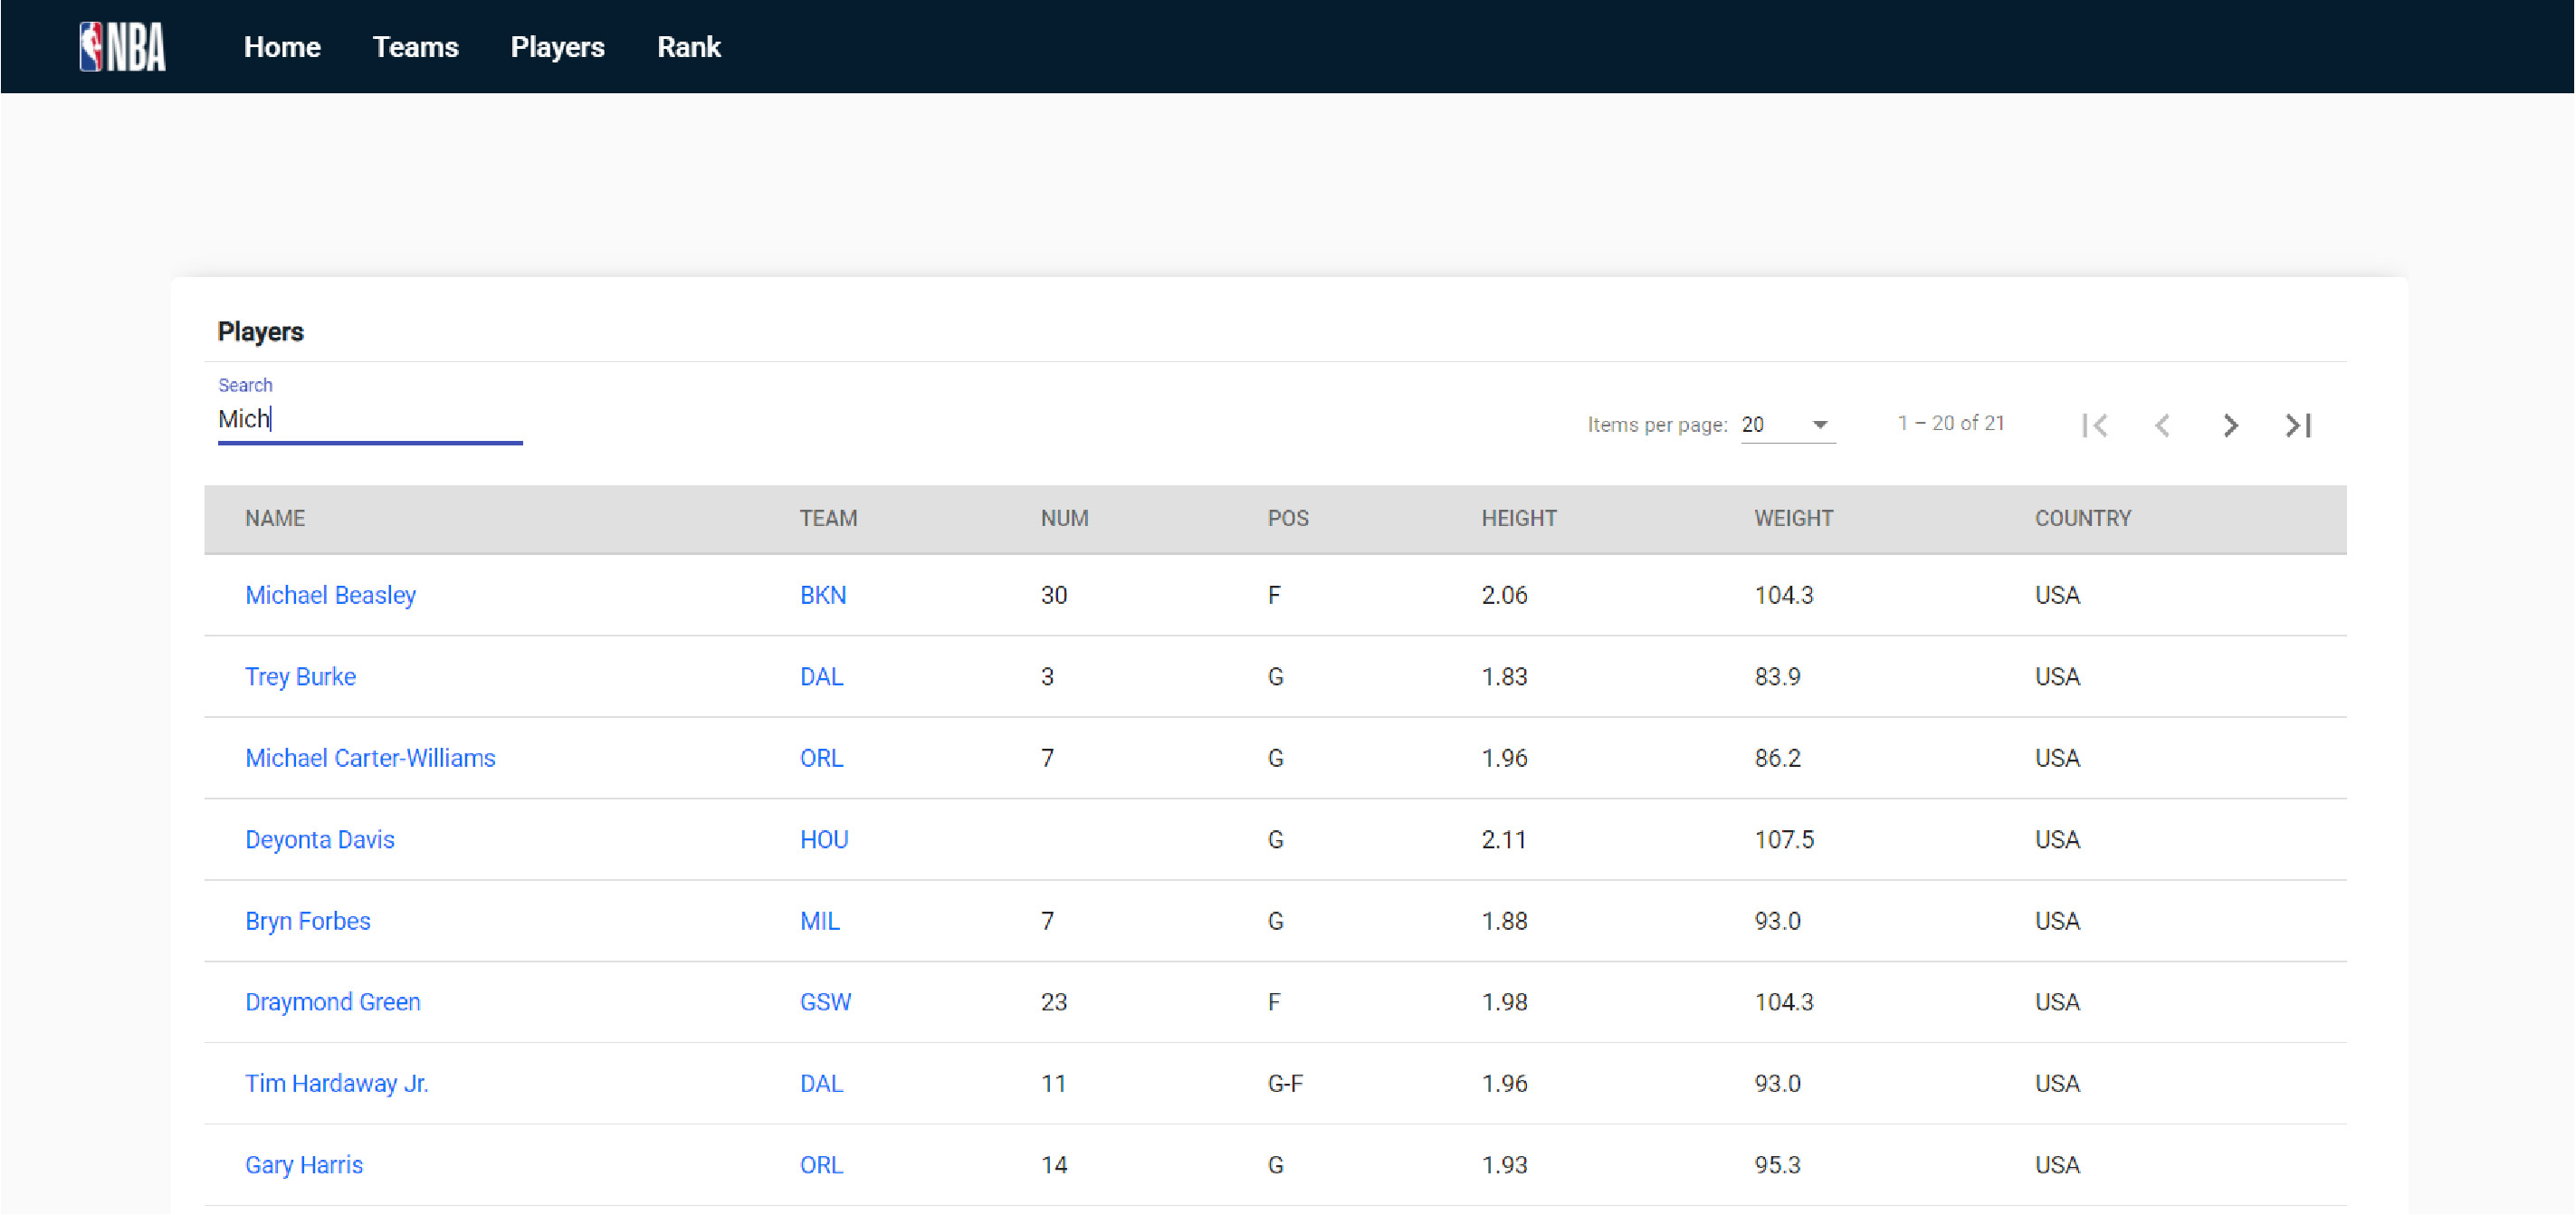 NBA Home Teams Players Rank
Players
Search
Mich
Items per page: 20 1 – 20 of 21
NAME TEAM NUM POS HEIGHT WEIGHT COUNTRY
Michael Beasley BKN 30 F 2.06 104.3 USA
Trey Burke DAL 3 G 1.83 83.9 USA
Michael Carter-Williams ORL 7 G 1.96 86.2 USA
Deyonta Davis HOU G 2.11 107.5 USA
Bryn Forbes MIL 7 G 1.88 93.0 USA
Draymond Green GSW 23 F 1.98 104.3 USA
Tim Hardaway Jr. DAL 11 G-F 1.96 93.0 USA
Gary Harris ORL 14 G 1.93 95.3 USA